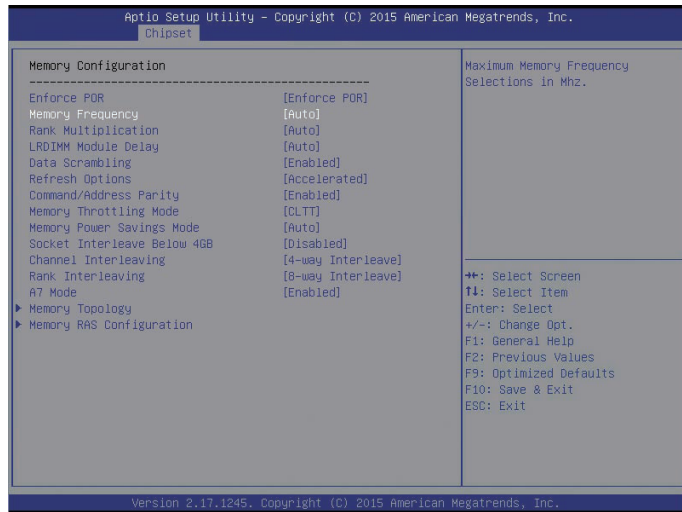 Aptio Setup Utility – Copyright (C) 2015 American Megatrends, Inc.
Chipset
Memory Configuration
--------------------------------------------------
Enforce POR [Enforce POR]
Memory Frequency [Auto]
Rank Multiplication [Auto]
LRDIMM Module Delay [Auto]
Data Scrambling [Enabled]
Refresh Options [Accelerated]
Command/Address Parity [Enabled]
Memory Throttling Mode [CLTT]
Memory Power Savings Mode [Auto]
Socket Interleave Below 4GB [Disabled]
Channel Interleaving [4-way Interleave]
Rank Interleaving [8-way Interleave]
A7 Mode [Enabled]
▶ Memory Topology
▶ Memory RAS Configuration
Maximum Memory Frequency
Selections in Mhz.
→←: Select Screen
↑↓: Select Item
Enter: Select
+/-: Change Opt.
F1: General Help
F2: Previous Values
F9: Optimized Defaults
F10: Save & Exit
ESC: Exit
Version 2.17.1245. Copyright (C) 2015 American Megatrends, Inc.